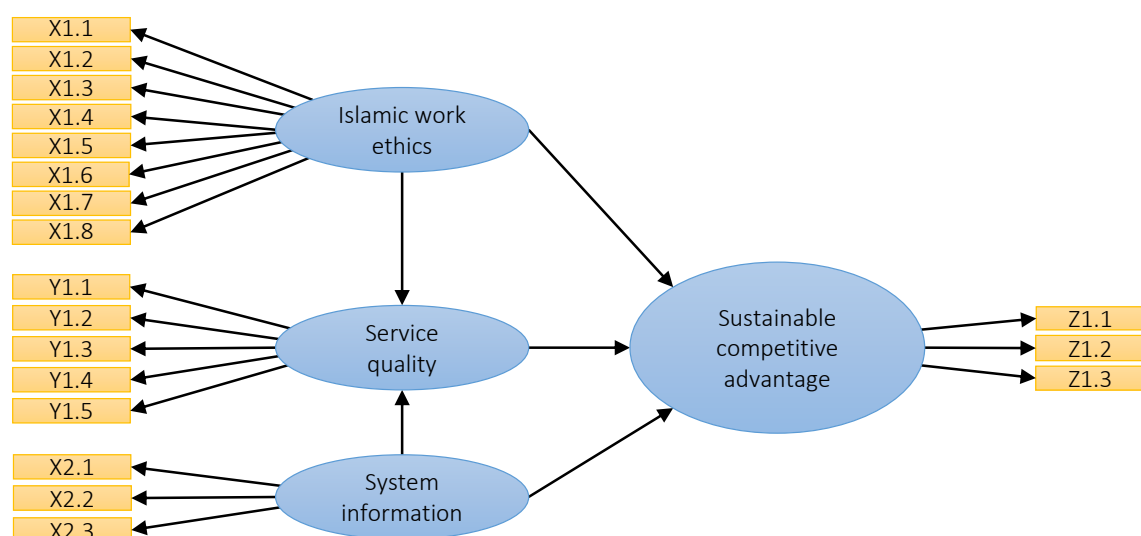 X1.1
X1.2
X1.3
X1.4
X1.5
X1.6
X1.7
X1.8
Islamic work
ethics
Y1.1
Y1.2
Y1.3
Y1.4
Y1.5
Service
quality
Sustainable
competitive
advantage
Z1.1
Z1.2
Z1.3
X2.1
X2.2
X2.3
System
information